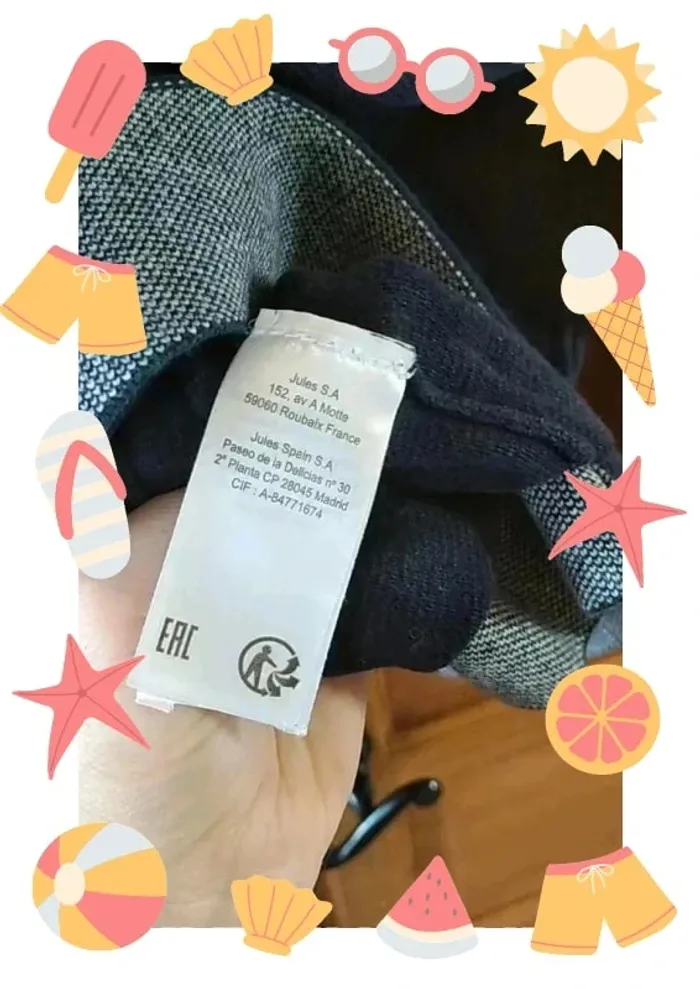 Jules S.A
152, av A Motte
59060 Roubaix France
Jules Spain S.A
Paseo de la Delicias nº 30
2ª Planta CP 28045 Madrid
CIF : A-84771674
EAC